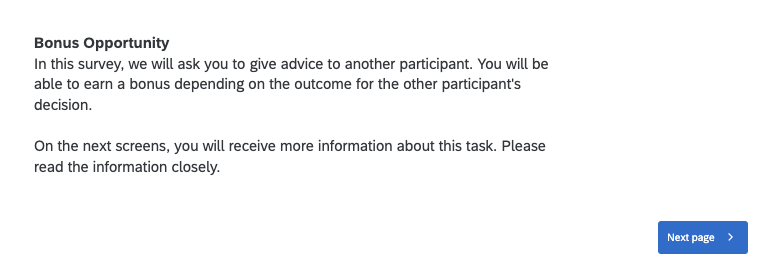 Bonus Opportunity
In this survey, we will ask you to give advice to another participant. You will be
able to earn a bonus depending on the outcome for the other participant's
decision.
On the next screens, you will receive more information about this task. Please
read the information closely.
Next page